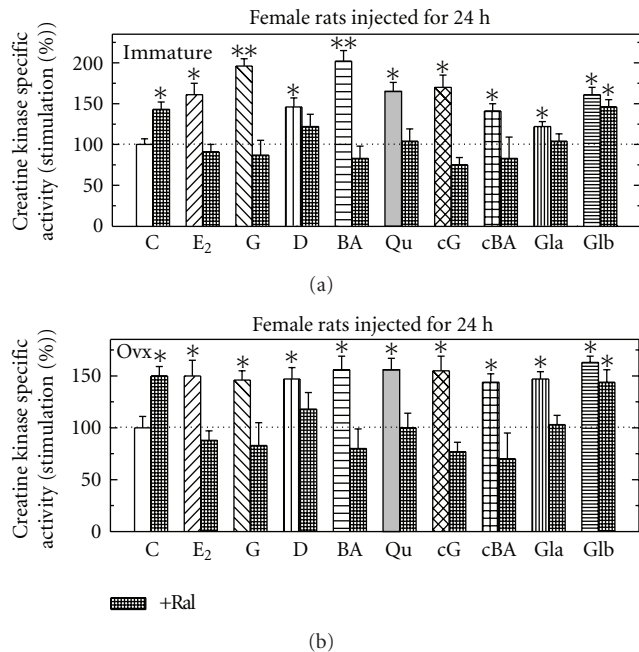 Female rats injected for 24 h
Immature
Creatine kinase specific
activity (stimulation (%))
200
150
100
50
0
* * ** * ** * * * * * *
C E₂ G D BA Qu cG cBA Gla Glb
(a)
Female rats injected for 24 h
Ovx
Creatine kinase specific
activity (stimulation (%))
150
100
50
0
* * * * * * * * * * *
C E₂ G D BA Qu cG cBA Gla Glb
+Ral
(b)